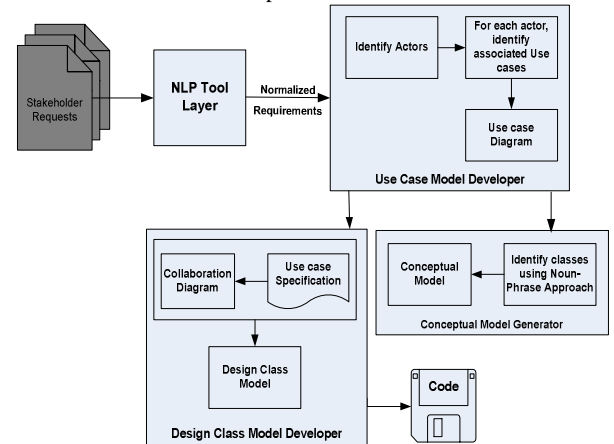 Stakeholder
Requests
NLP Tool
Layer
Normalized
Requirements
Identify Actors
For each actor,
identify
associated Use
cases
Use case
Diagram
Use Case Model Developer
Collaboration
Diagram
Use case
Specification
Design Class
Model
Design Class Model Developer
Conceptual
Model
Identify classes
using Noun-
Phrase Approach
Conceptual Model Generator
Code